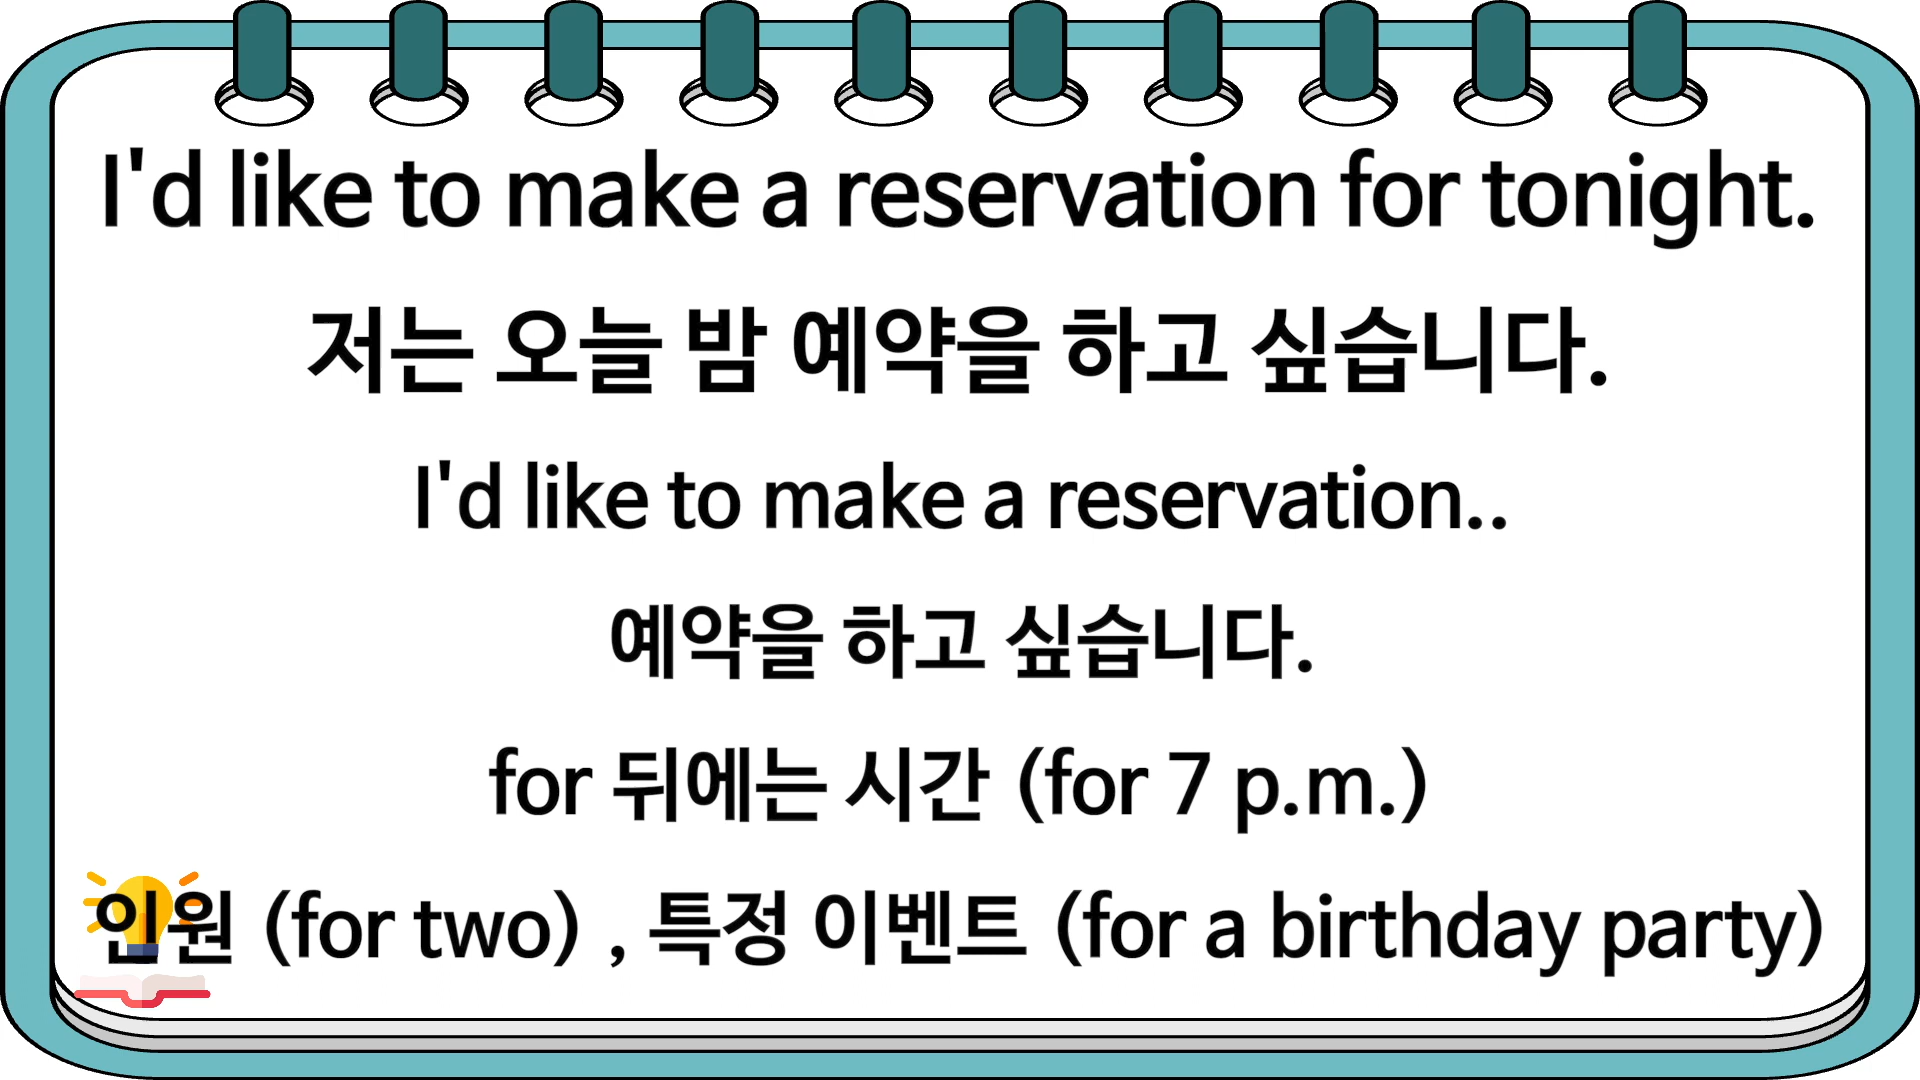 I'd like to make a reservation for tonight.
저는 오늘 밤 예약을 하고 싶습니다.
I'd like to make a reservation..
예약을 하고 싶습니다.
for 뒤에는 시간 (for 7 p.m.)
인원 (for two) , 특정 이벤트 (for a birthday party)